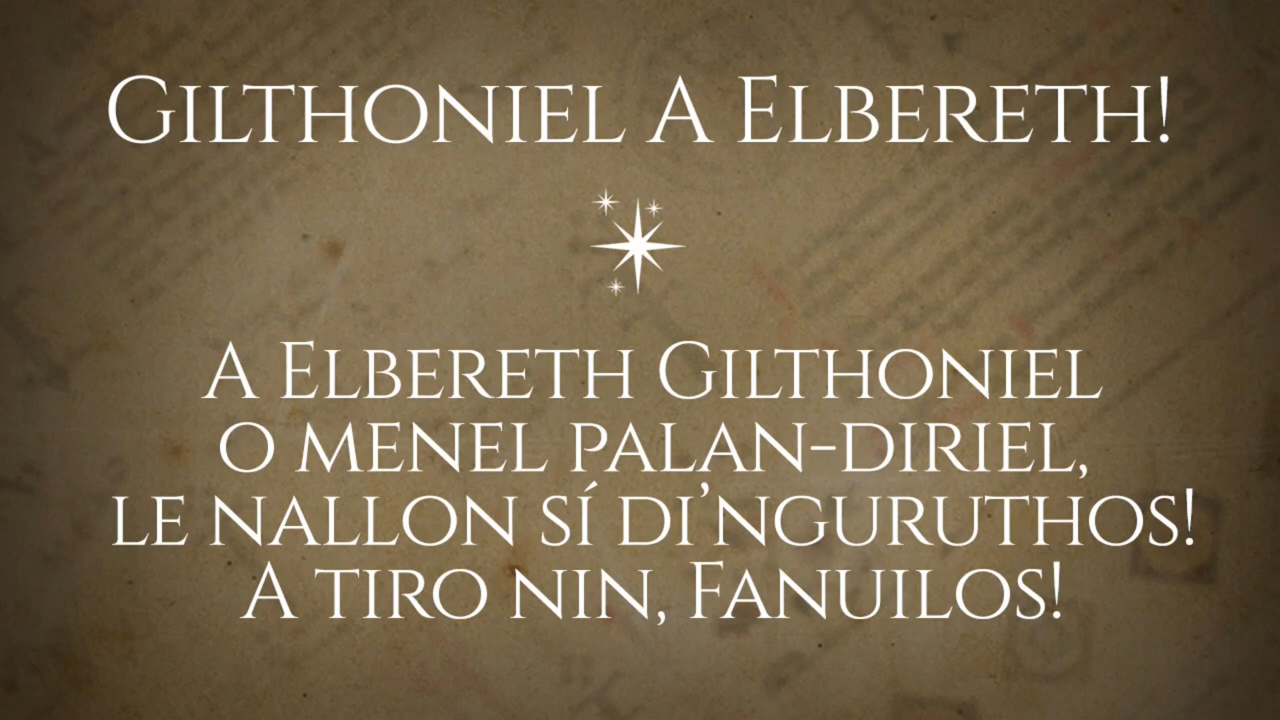 Gilthoniel A Elbereth!
A Elbereth Gilthoniel
o menel palan-diriel,
le nallon sí di'nguruthos!
A tiro nin, Fanuilos!